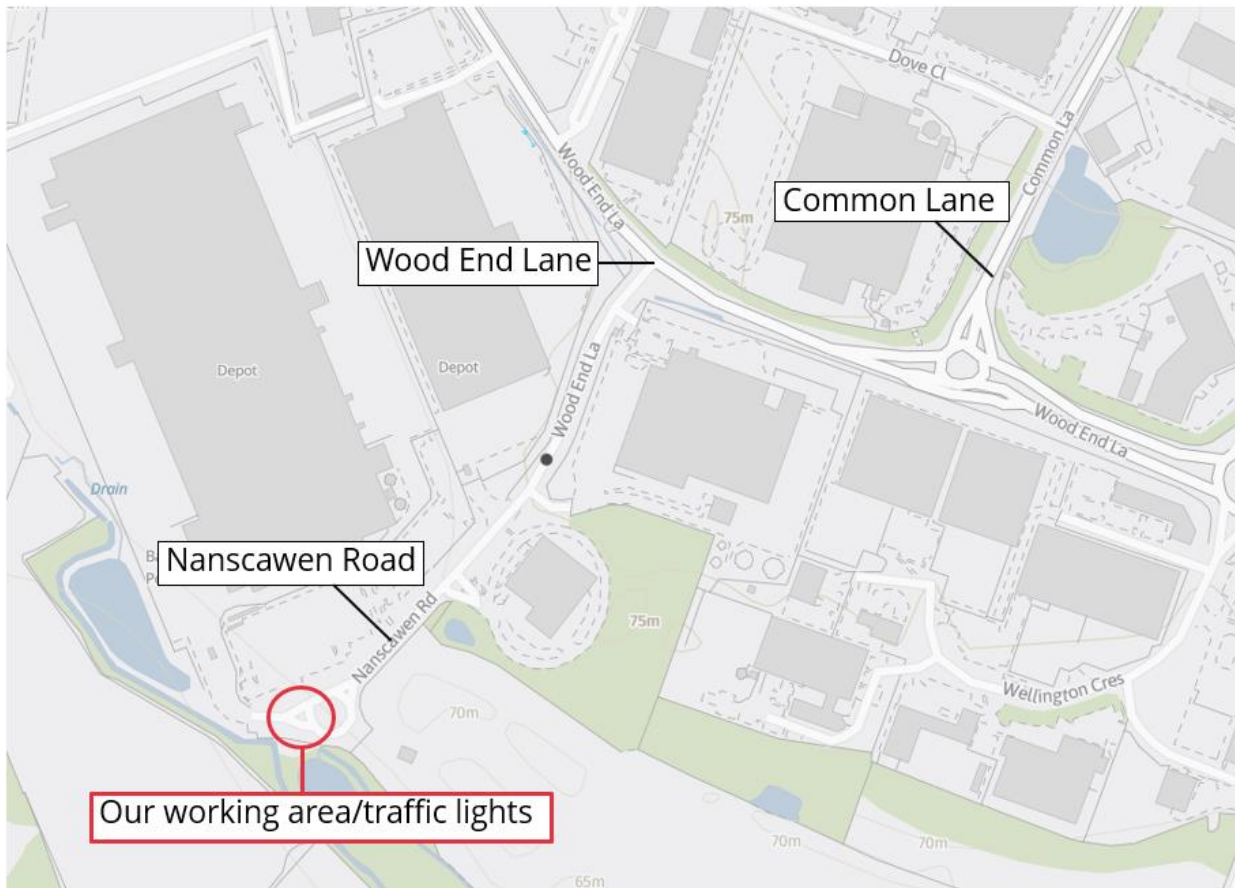 Dove Cl
Common La
Wood End La
Common Lane
75m
Wood End Lane
Depot
Depot
Wood End La
Wood End La
Drain
Nanscawen Road
75m
Nanscawen Rd
Wellington Cres
70m
Our working area/traffic lights
70m
70m
65m